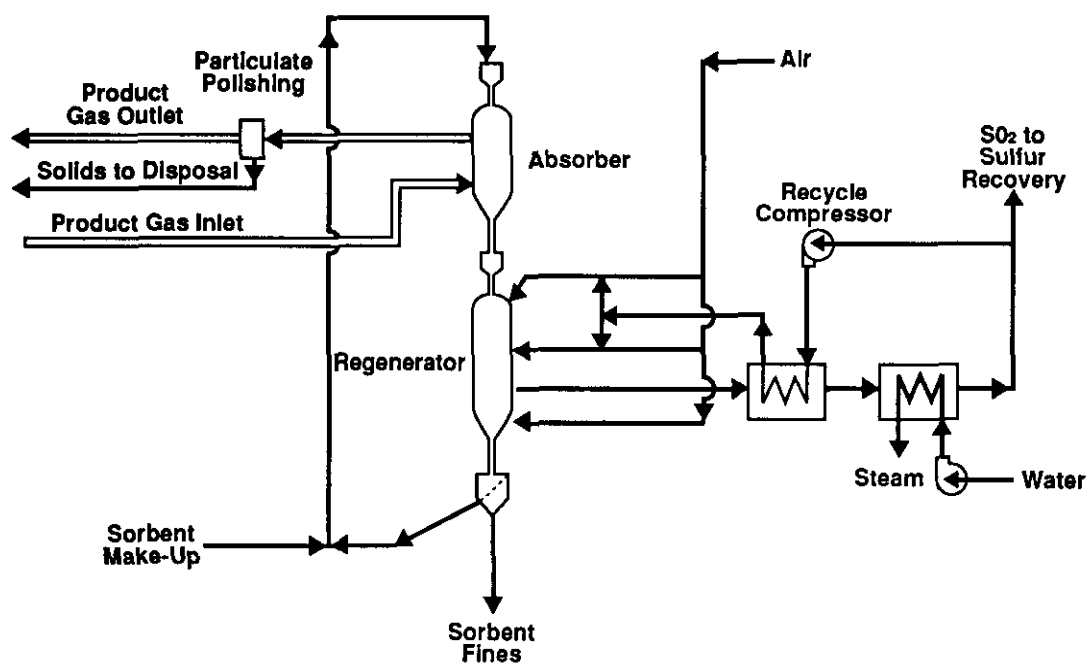 Particulate
Polishing
Air
Product
Gas Outlet
SO₂ to
Sulfur
Recovery
Solids to Disposal
Absorber
Recycle
Compressor
Product Gas Inlet
Regenerator
Steam
Water
Sorbent
Make-Up
Sorbent
Fines